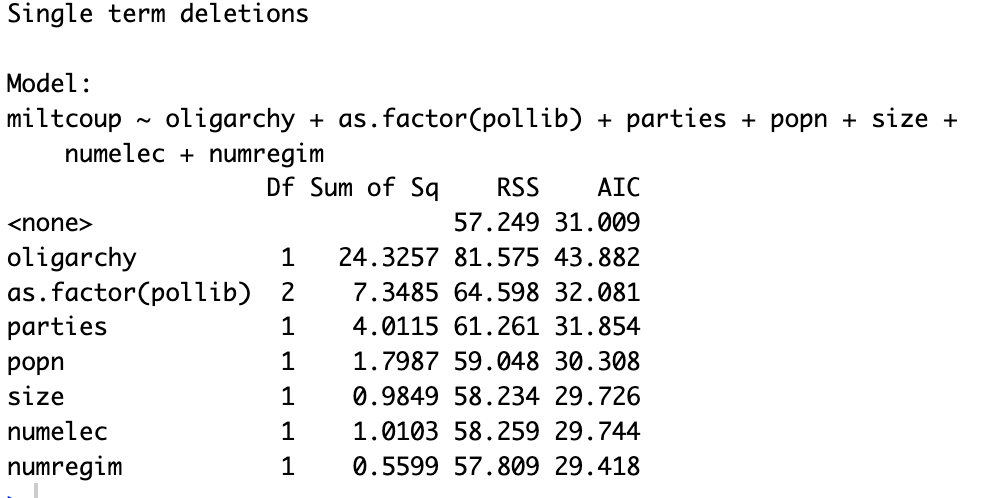 Single term deletions

Model:
miltcoup ~ oligarchy + as.factor(pollib) + parties + popn + size +
    numelec + numregim
                  Df Sum of Sq    RSS    AIC
<none>                         57.249 31.009
oligarchy          1   24.3257 81.575 43.882
as.factor(pollib)  2    7.3485 64.598 32.081
parties            1    4.0115 61.261 31.854
popn               1    1.7987 59.048 30.308
size               1    0.9849 58.234 29.726
numelec            1    1.0103 58.259 29.744
numregim           1    0.5599 57.809 29.418